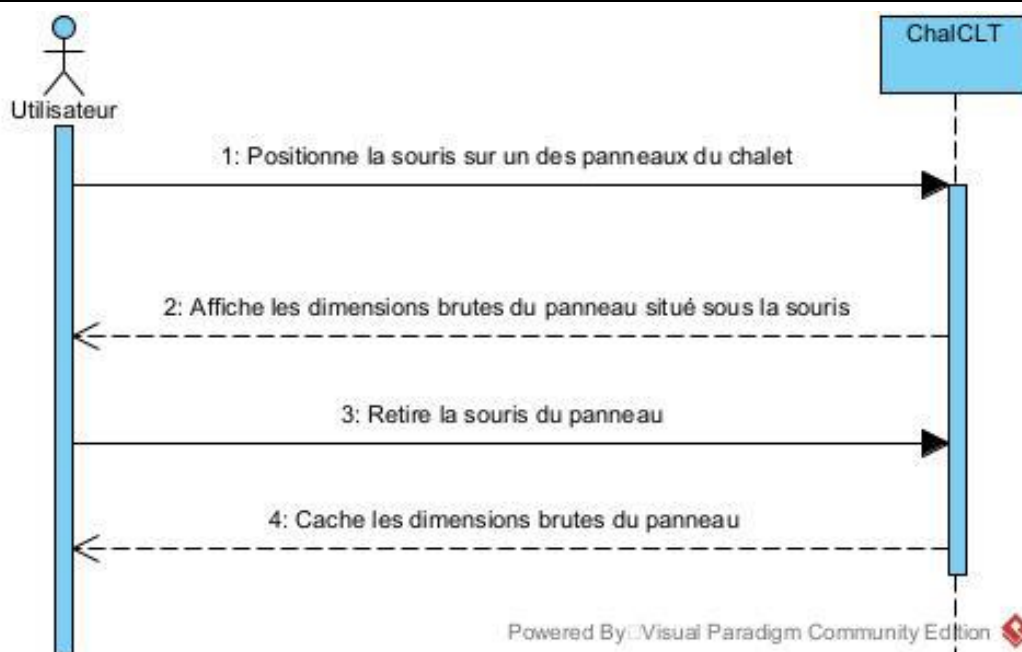 ChalCLT
Utilisateur
1: Positionne la souris sur un des panneaux du chalet
2: Affiche les dimensions brutes du panneau situé sous la souris
3: Retire la souris du panneau
4: Cache les dimensions brutes du panneau
Powered By Visual Paradigm Community Edition